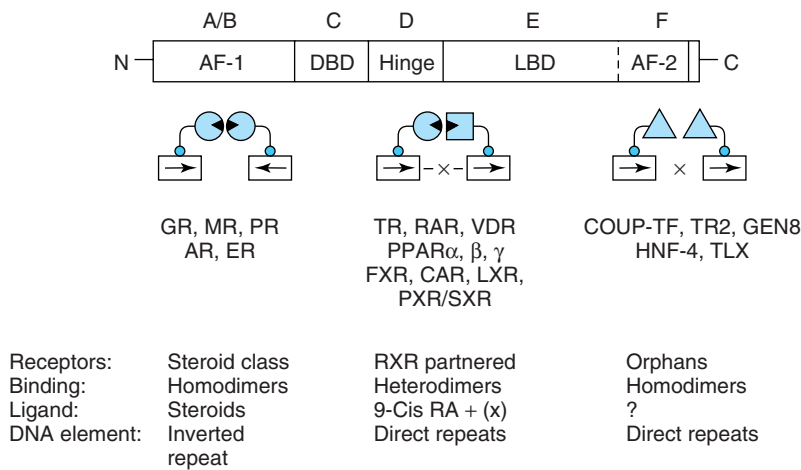 A/B C D E F
N AF-1 DBD Hinge LBD AF-2 C
× ×
GR, MR, PR TR, RAR, VDR COUP-TF, TR2, GEN8
AR, ER PPARα, β, γ HNF-4, TLX
FXR, CAR, LXR,
PXR/SXR
Receptors: Steroid class RXR partnered Orphans
Binding: Homodimers Heterodimers Homodimers
Ligand: Steroids 9-Cis RA + (x) ?
DNA element: Inverted Direct repeats Direct repeats
repeat